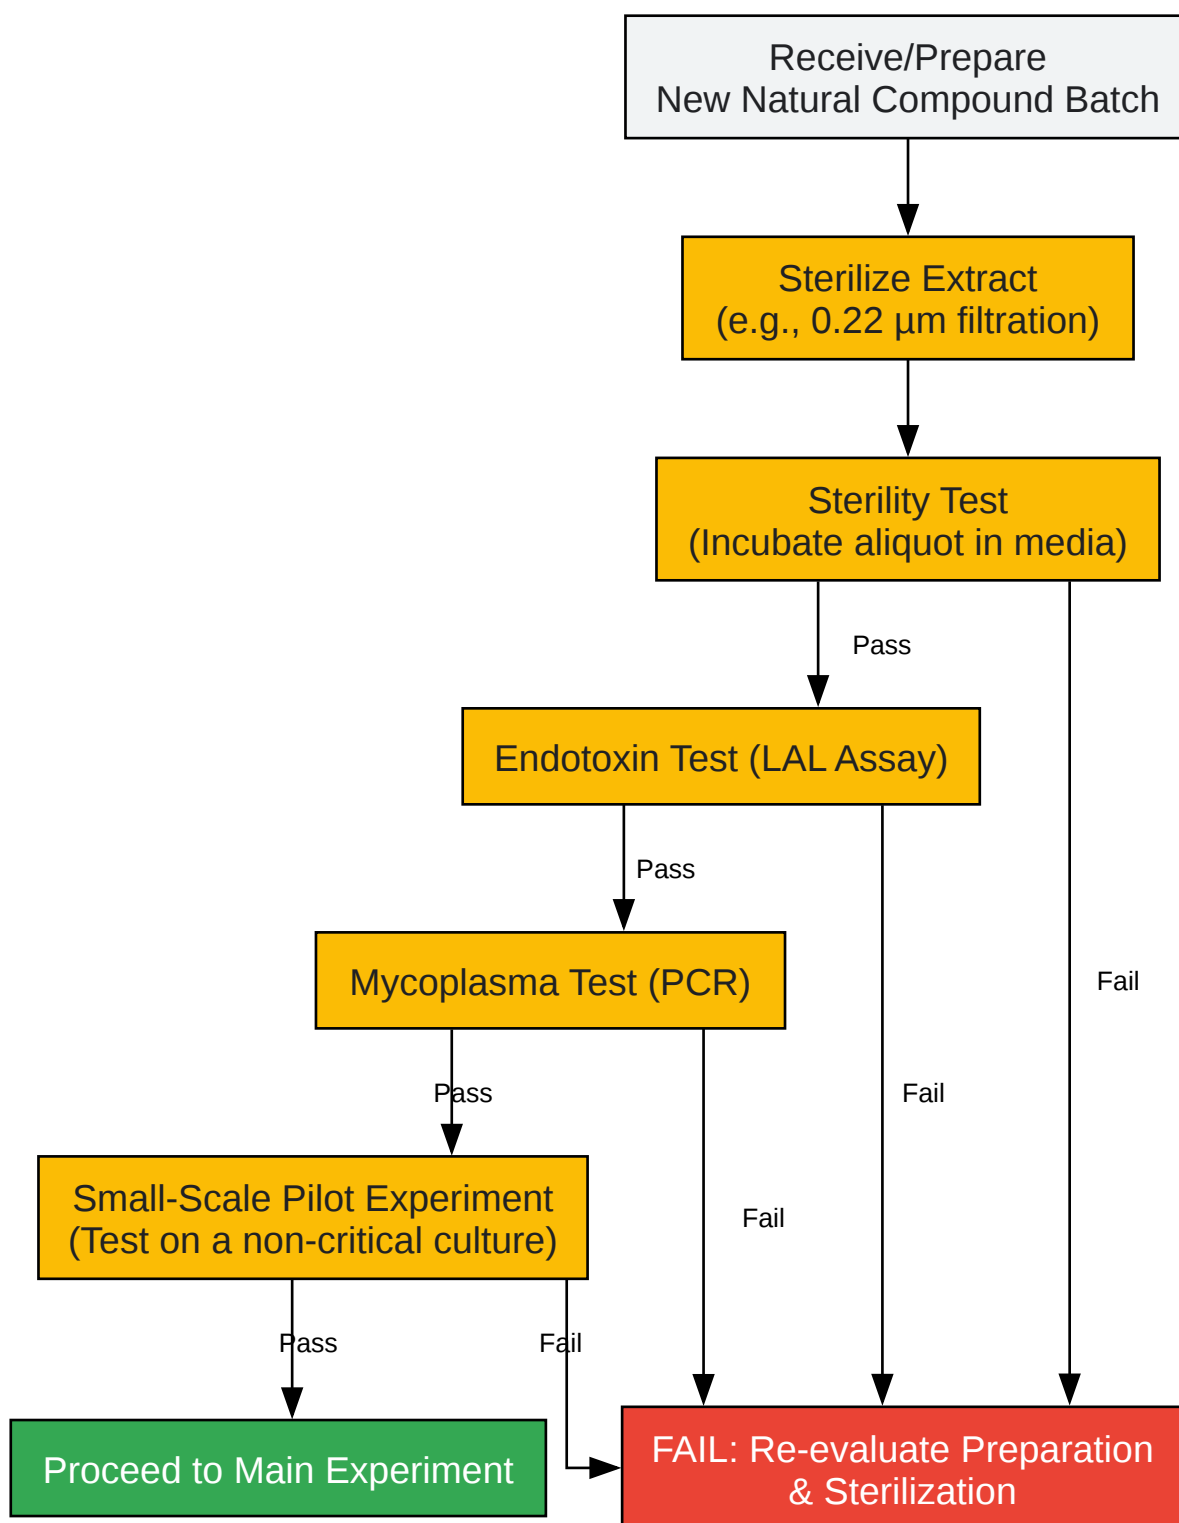 Receive/Prepare
New Natural Compound Batch
Sterilize Extract
(e.g., 0.22 µm filtration)
Sterility Test
(Incubate aliquot in media)
Pass
Endotoxin Test (LAL Assay)
Pass
Mycoplasma Test (PCR)
Fail
Pass
Fail
Small-Scale Pilot Experiment
(Test on a non-critical culture)
Fail
Pass
Fail
Proceed to Main Experiment
FAIL: Re-evaluate Preparation
& Sterilization